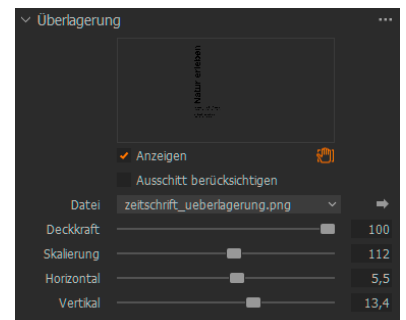 Überlagerung
Natur erleben
Anzeigen
Ausschitt berücksichtigen
Datei zeitschrift_ueberlagerung.png
Deckkraft 100
Skalierung 112
Horizontal 5,5
Vertikal 13,4